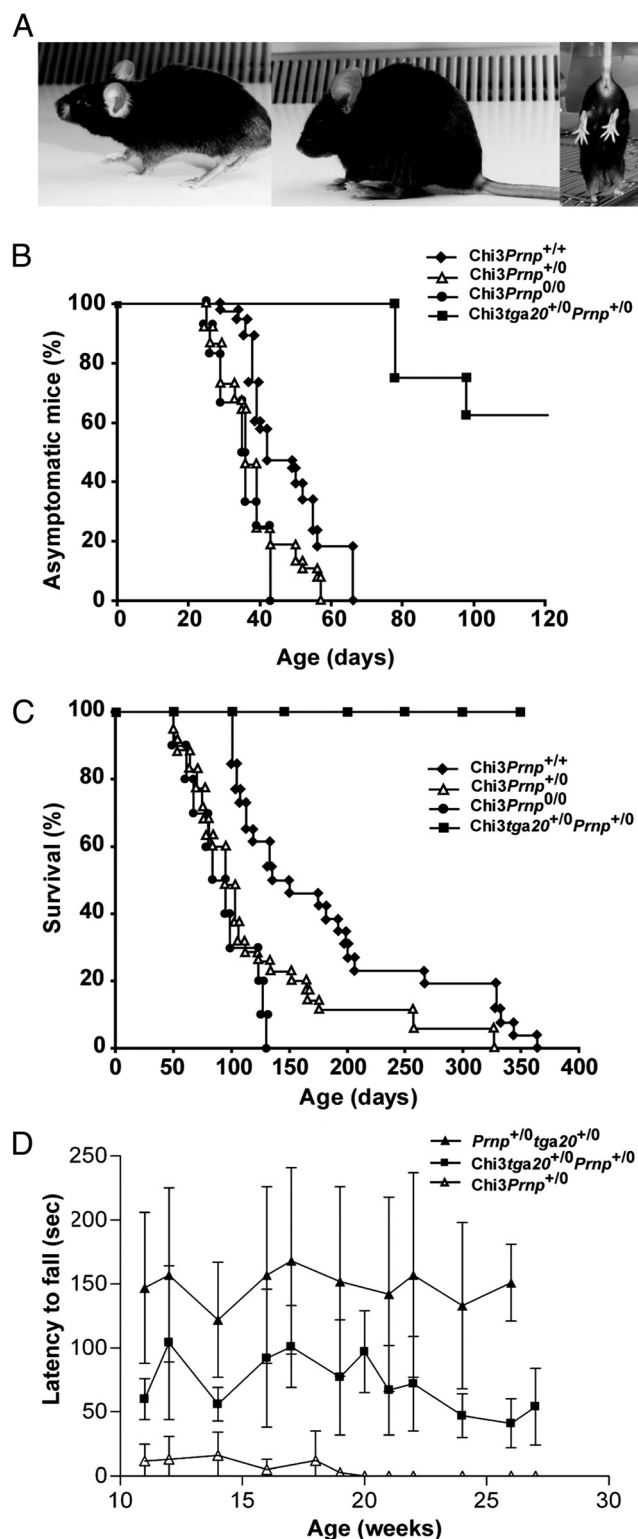 A
B
Chi3Prnp+/+
Chi3Prnp+/0
Chi3Prnp0/0
Chi3tga20+/0Prnp+/0
Asymptomatic mice (%)
100
80
60
40
20
0
0 20 40 60 80 100 120
Age (days)
C
Chi3Prnp+/+
Chi3Prnp+/0
Chi3Prnp0/0
Chi3tga20+/0Prnp+/0
Survival (%)
100
80
60
40
20
0
0 50 100 150 200 250 300 350 400
Age (days)
D
Prnp+/0tga20+/0
Chi3tga20+/0Prnp+/0
Chi3Prnp+/0
Latency to fall (sec)
250
200
150
100
50
0
10 15 20 25 30
Age (weeks)